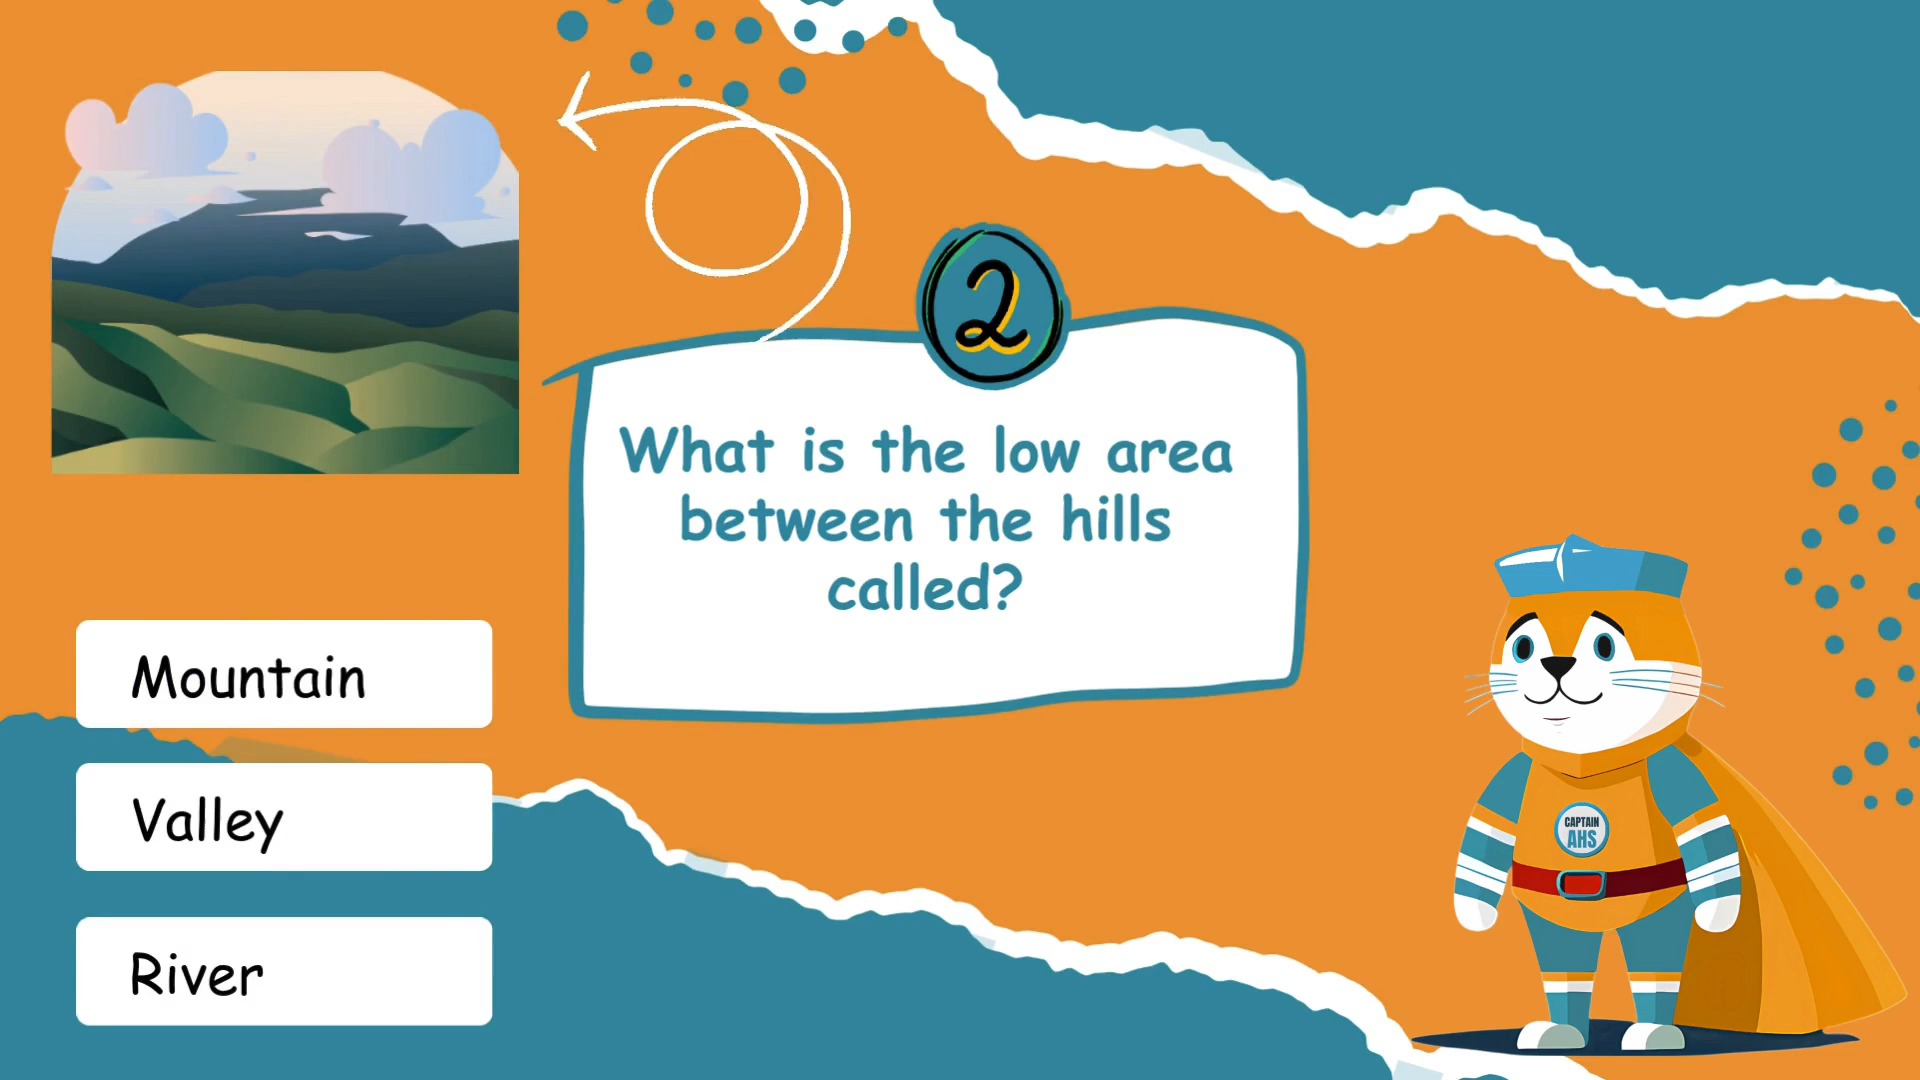 2
What is the low area
between the hills
called?
Mountain
Valley
River
CAPTAIN
AHS